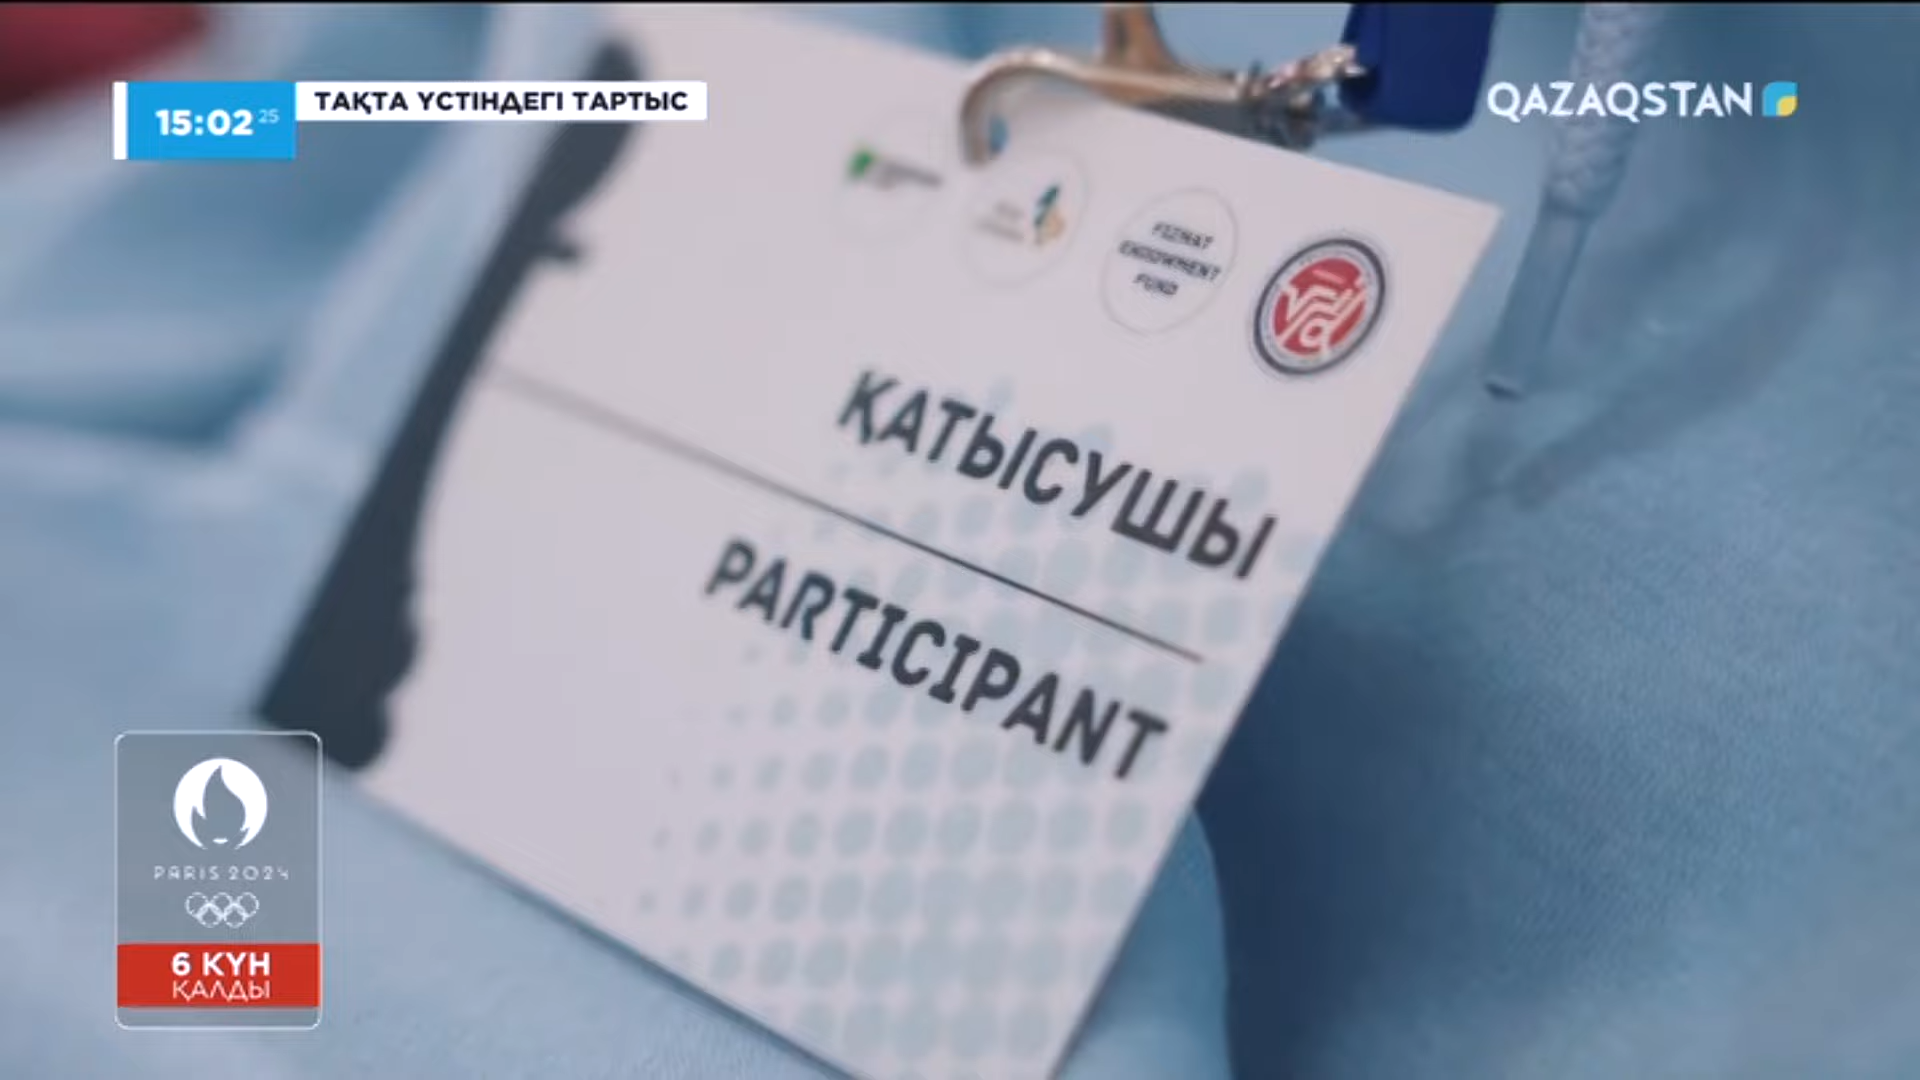 15:02 25
ТАҚТА ҮСТІНДЕГІ ТАРТЫС
QAZAQSTAN
FIZMAT
ENDOWMENT
FUND
ҚАТЫСУШЫ
PARTICIPANT
PARIS 2024
6 КҮН
ҚАЛДЫ